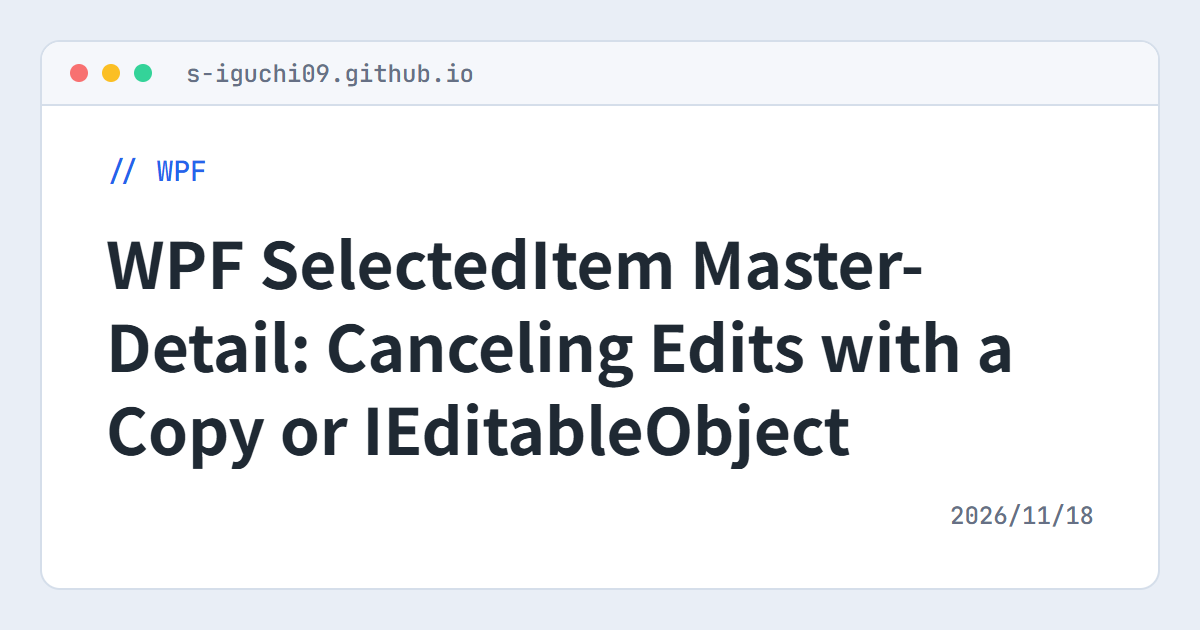 s-iguchi09.github.io
// WPF
WPF SelectedItem Master-
Detail: Canceling Edits with a
Copy or IEditableObject
2026/11/18